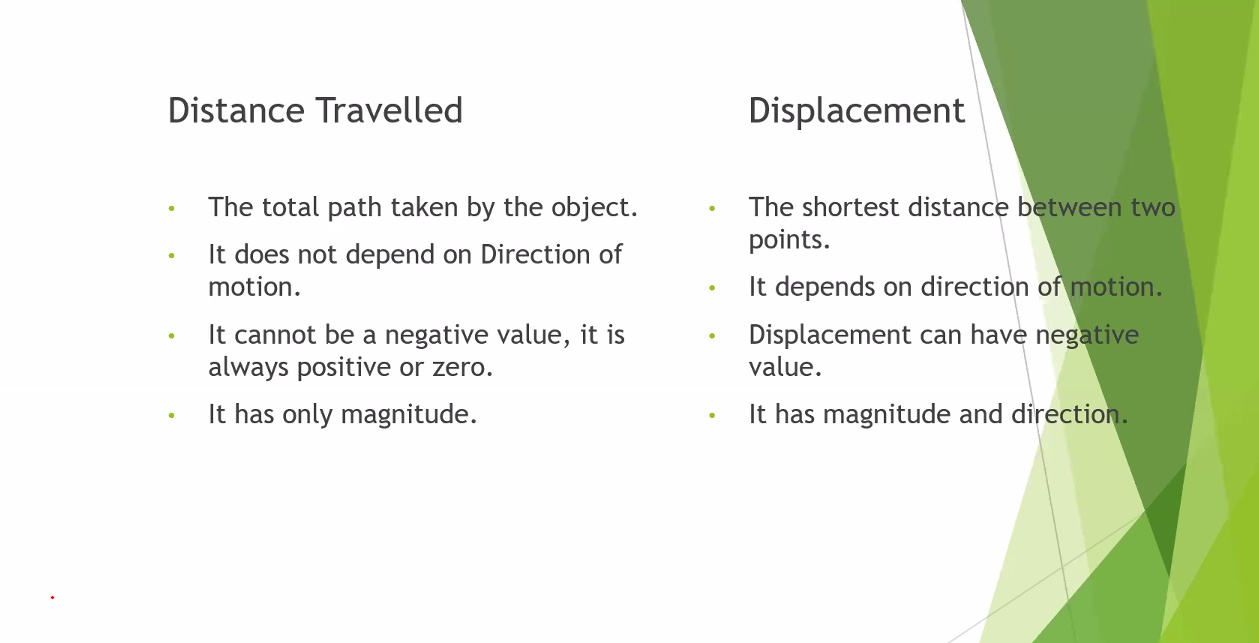 Distance Travelled
The total path taken by the object.
It does not depend on Direction of
motion.
It cannot be a negative value, it is
always positive or zero.
It has only magnitude.
Displacement
The shortest distance between two
points.
It depends on direction of motion.
Displacement can have negative
value.
It has magnitude and direction.